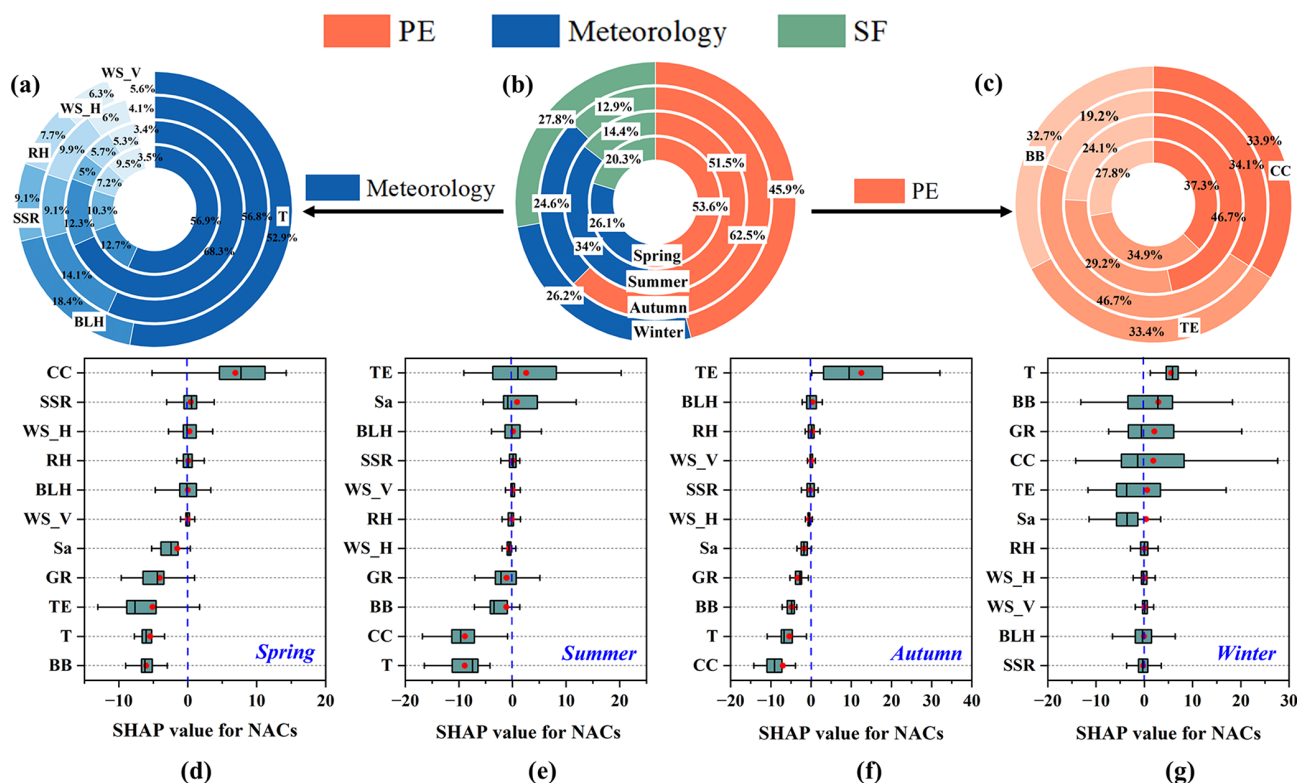 PE Meteorology SF
(a) WS_V (b) (c)
6.3% 5.6%
WS_H 4.1%
6% 3.4%
7.7% 5.3% 3.5%
RH 9.9% 5.7% 9.5%
5% 7.2%
9.1% 9.1% 12.3% 10.3% 56.9% 56.8% T
SSR 68.3% 52.9%
12.7%
14.1%
18.4%
BLH
Meteorology
12.9%
27.8% 14.4%
20.3% 51.5% 45.9%
24.6% 26.1% 53.6%
34% 62.5%
26.2%
Spring
Summer
Autumn
Winter
PE
19.2%
32.7% 24.1% 33.9%
BB 27.8% 34.1% CC
37.3%
46.7%
34.9%
29.2%
46.7% TE
33.4%
CC
SSR
WS_H
RH
BLH
WS_V
Sa
GR
TE
T
BB
Spring
−10 0 10 20
SHAP value for NACs
(d)
TE
Sa
BLH
SSR
WS_V
RH
WS_H
GR
BB
CC
T
Summer
−20 −10 0 10 20
SHAP value for NACs
(e)
TE
BLH
RH
WS_V
SSR
WS_H
Sa
GR
BB
T
CC
Autumn
−20 −10 0 10 20 30 40
SHAP value for NACs
(f)
T
BB
GR
CC
TE
Sa
RH
WS_H
WS_V
BLH
SSR
Winter
−20 −10 0 10 20 30
SHAP value for NACs
(g)